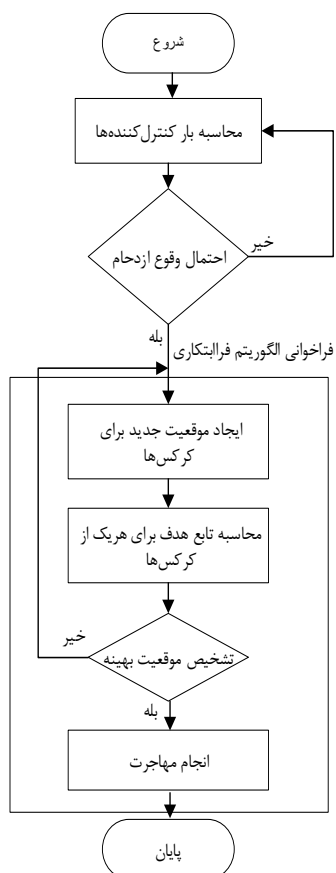 شروع
محاسبه بار کنترل‌کننده‌ها
خیر
احتمال وقوع ازدحام
بله
فراخوانی الگوریتم فراابتکاری
ایجاد موقعیت جدید برای
کرکس‌ها
محاسبه تابع هدف برای هریک از
کرکس‌ها
خیر
تشخیص موقعیت بهینه
بله
انجام مهاجرت
پایان